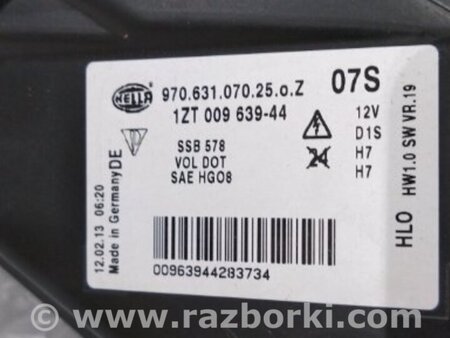 HELLA
970.631.070.25.o.Z
07S
1ZT 009 639-44
SSB 578
VOL DOT
SAE HG08
12V
D1S
H7
H7
24
HLO
HW1.0 SW VR.19
12.02.13 06:20
Made in Germany DE
00963944283734
www.razborki.com